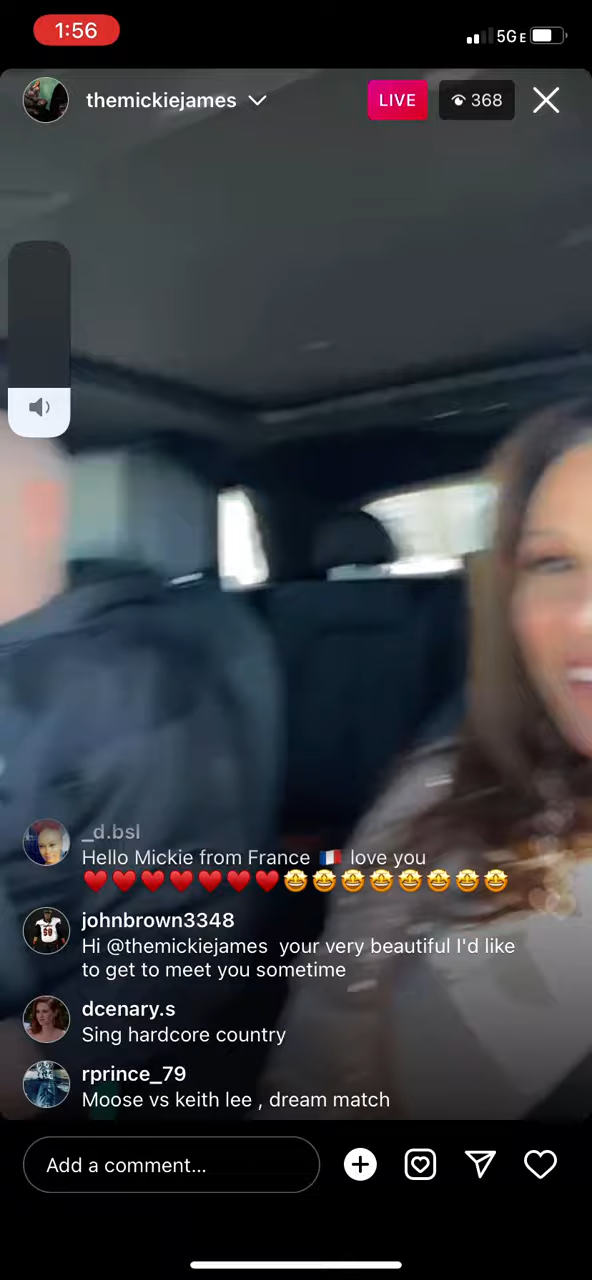 1:56
5GE
themickiejames
LIVE
368
_d.bsl
Hello Mickie from France 🇫🇷 love you
❤️❤️❤️❤️❤️❤️❤️🤩🤩🤩🤩🤩🤩🤩🤩
johnbrown3348
Hi @themickiejames your very beautiful I'd like
to get to meet you sometime
dcenary.s
Sing hardcore country
rprince_79
Moose vs keith lee , dream match
Add a comment...